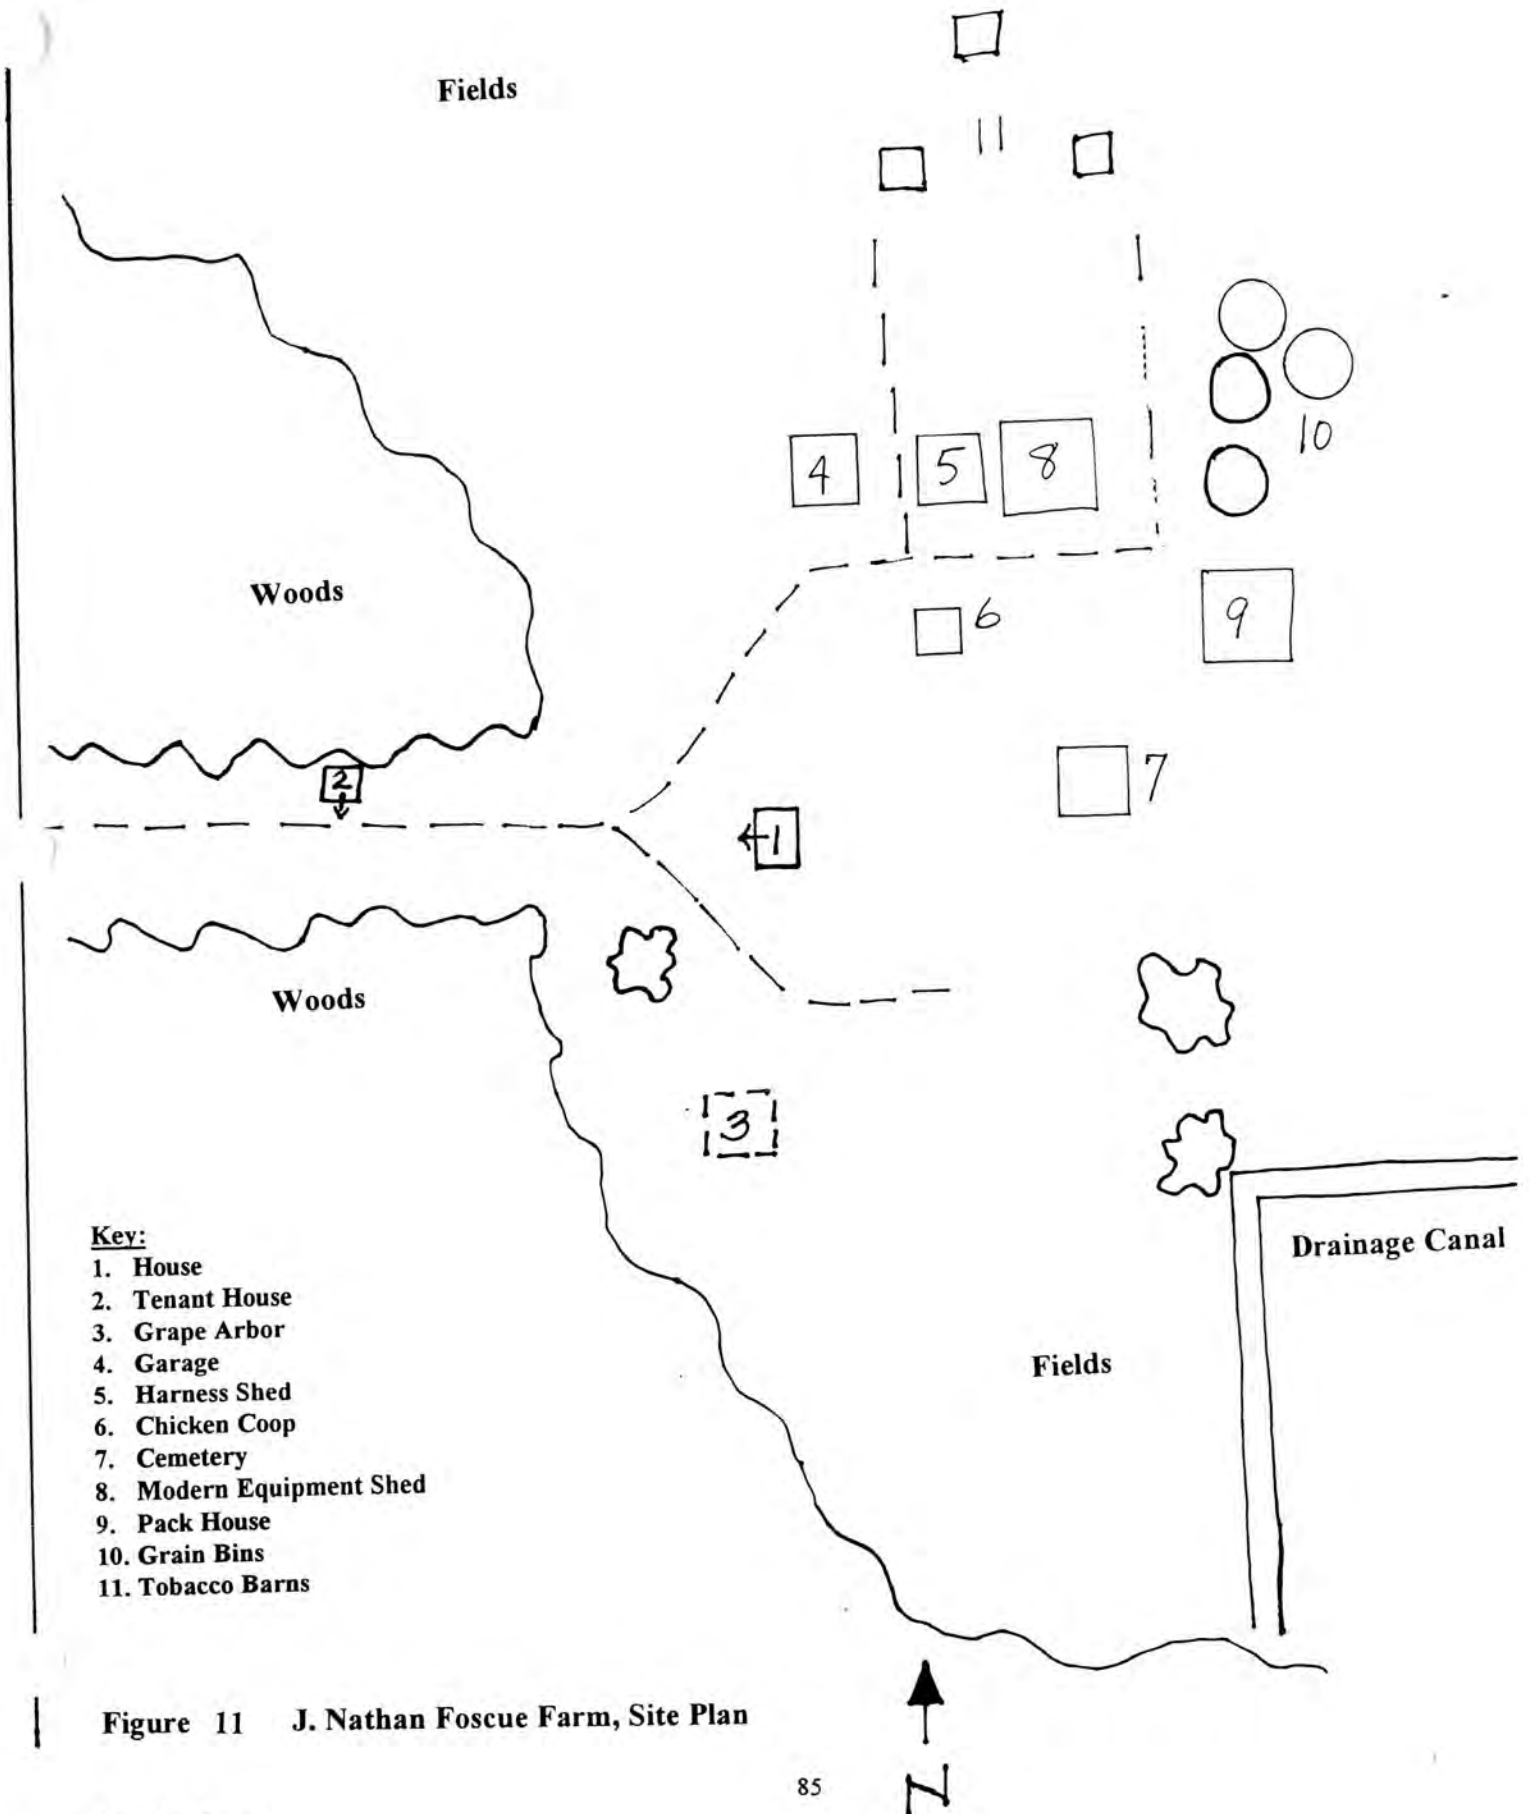 Fields
11
10
4
5
8
Woods
6
9
2
7
1
Woods
3
Drainage Canal
Key:
1. House
2. Tenant House
3. Grape Arbor
4. Garage
5. Harness Shed
6. Chicken Coop
7. Cemetery
8. Modern Equipment Shed
9. Pack House
10. Grain Bins
11. Tobacco Barns
Fields
Figure 11 J. Nathan Foscue Farm, Site Plan
85
N